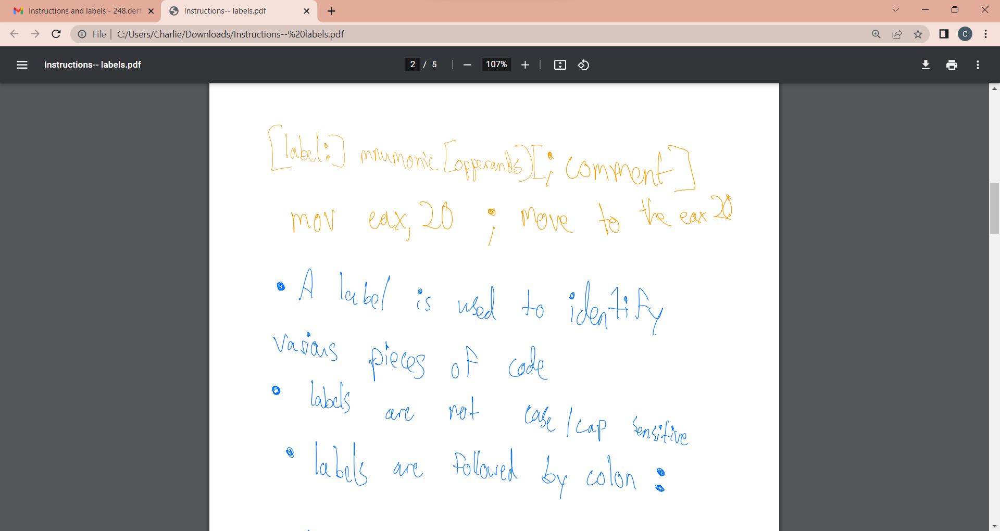 Instructions and labels - 248.derf
Instructions-- labels.pdf
File | C:/Users/Charlie/Downloads/Instructions--%20labels.pdf
C
Instructions-- labels.pdf
2 / 5
107%
[label:] mnumonic [opperands][; comment]
mov eax, 20 ; move to the eax 20
• A label is used to identify
various pieces of code
• labels are not case/cap sensitive
• labels are followed by colon :